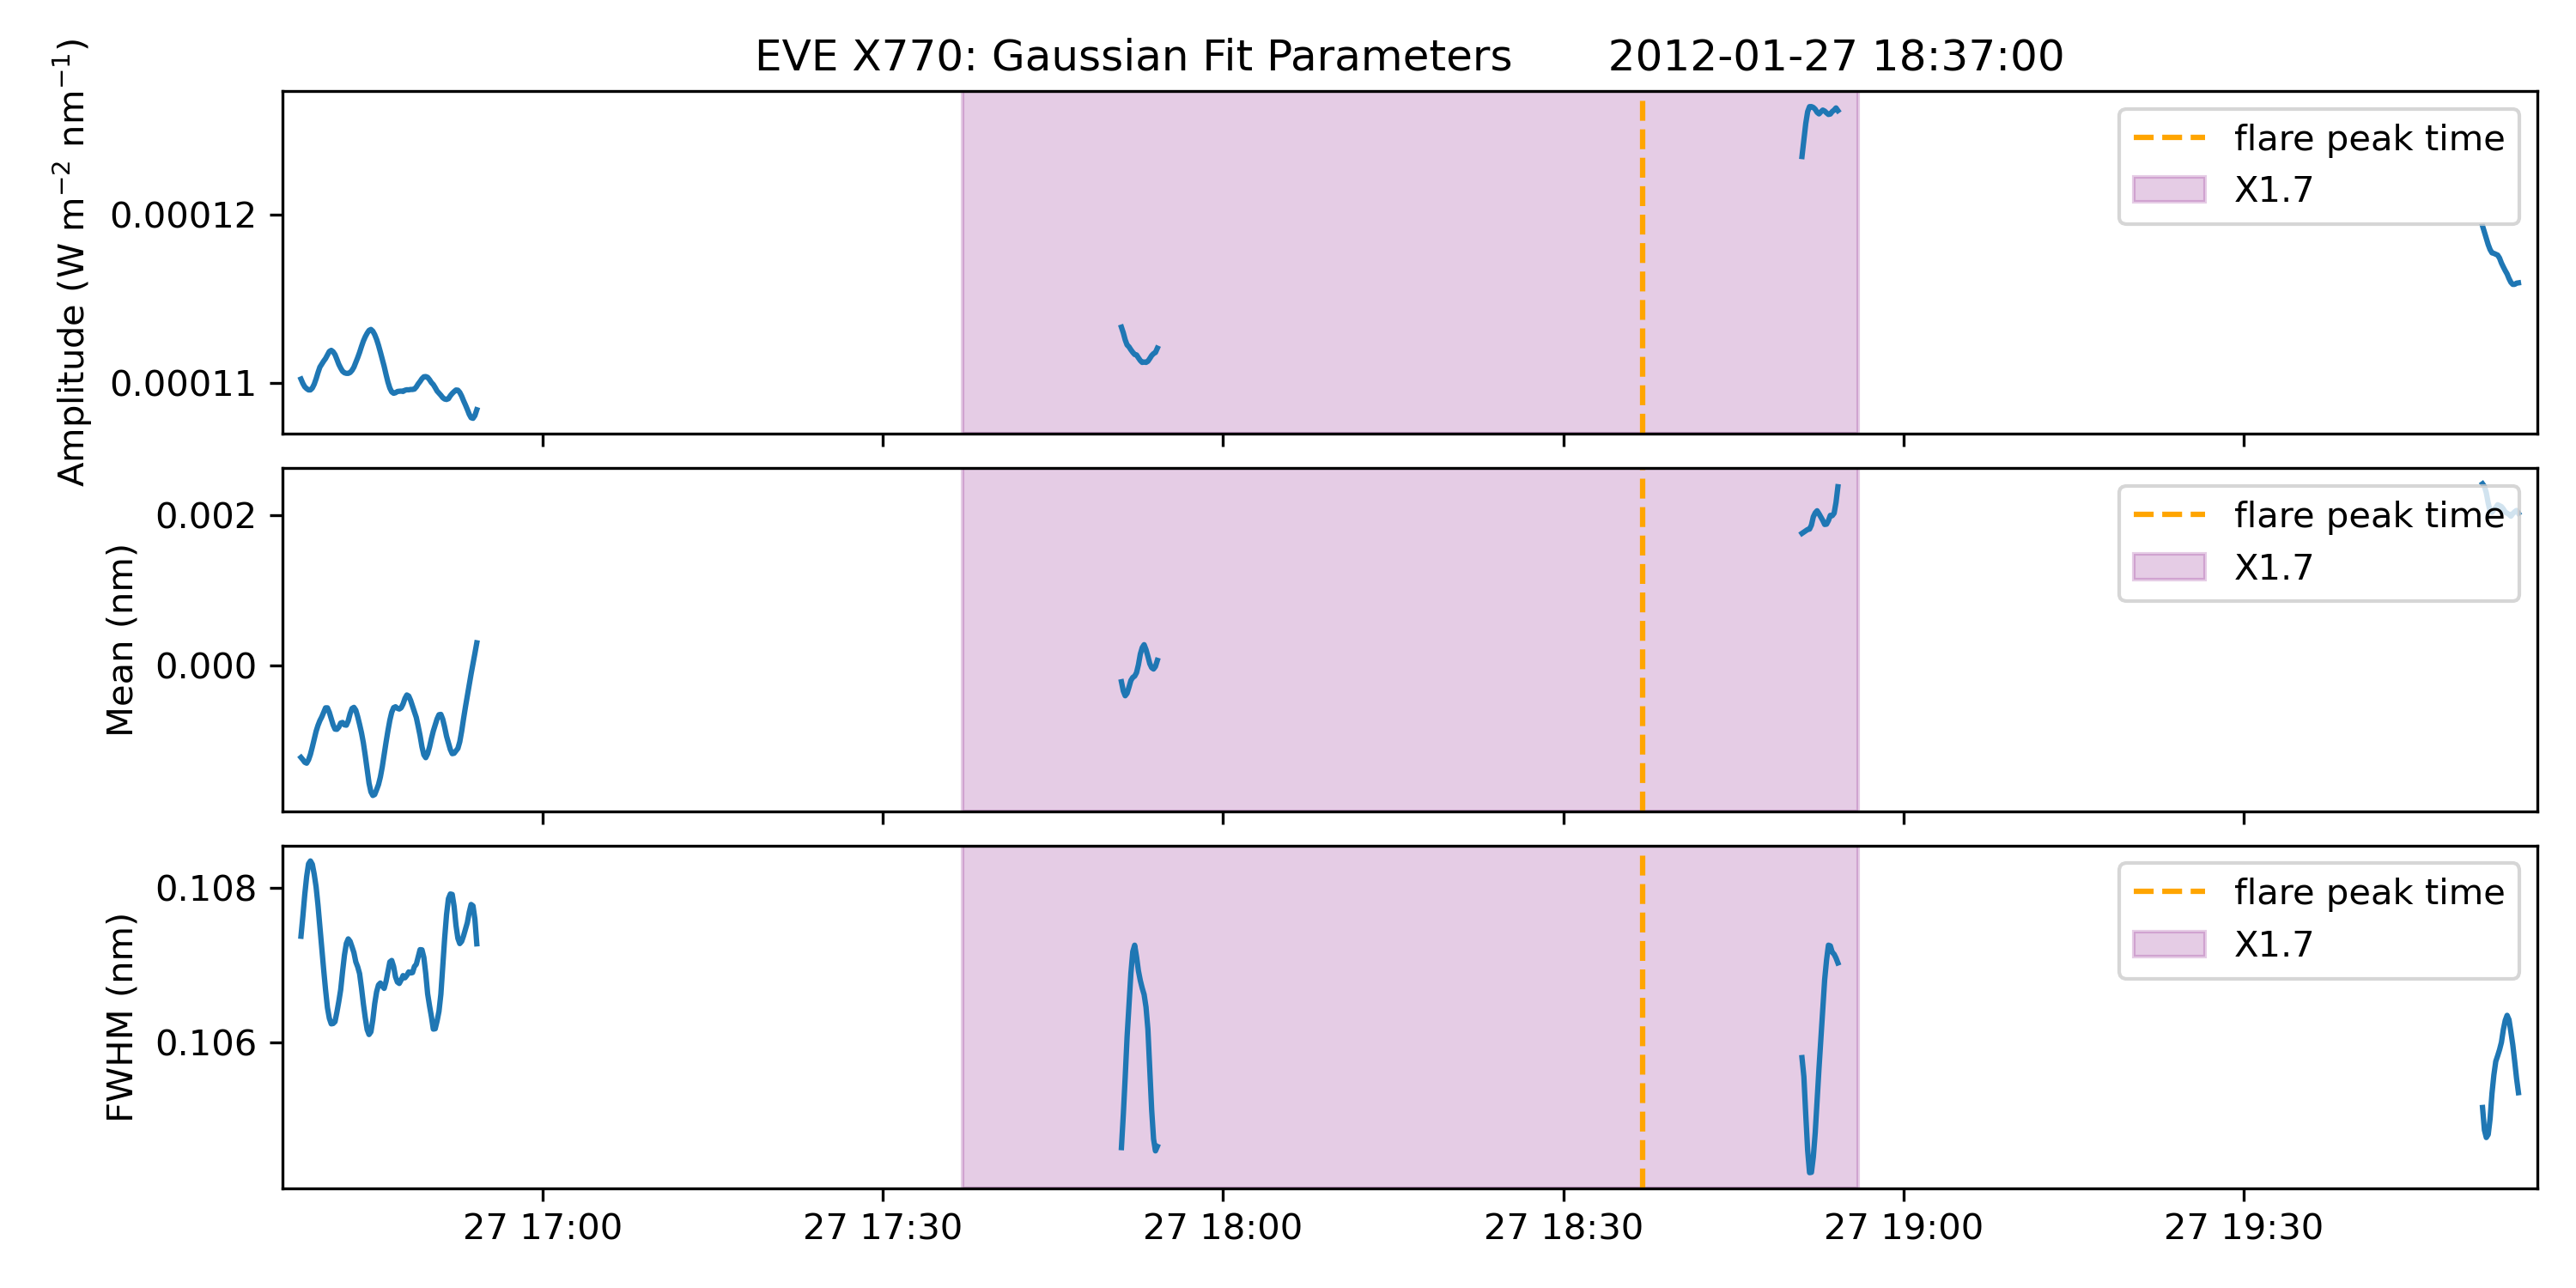 EVE X770: Gaussian Fit Parameters 2012-01-27 18:37:00
Amplitude (W m⁻² nm⁻¹)
0.00012
0.00011
flare peak time
X1.7
Mean (nm)
0.002
0.000
flare peak time
X1.7
FWHM (nm)
0.108
0.106
flare peak time
X1.7
27 17:00 27 17:30 27 18:00 27 18:30 27 19:00 27 19:30